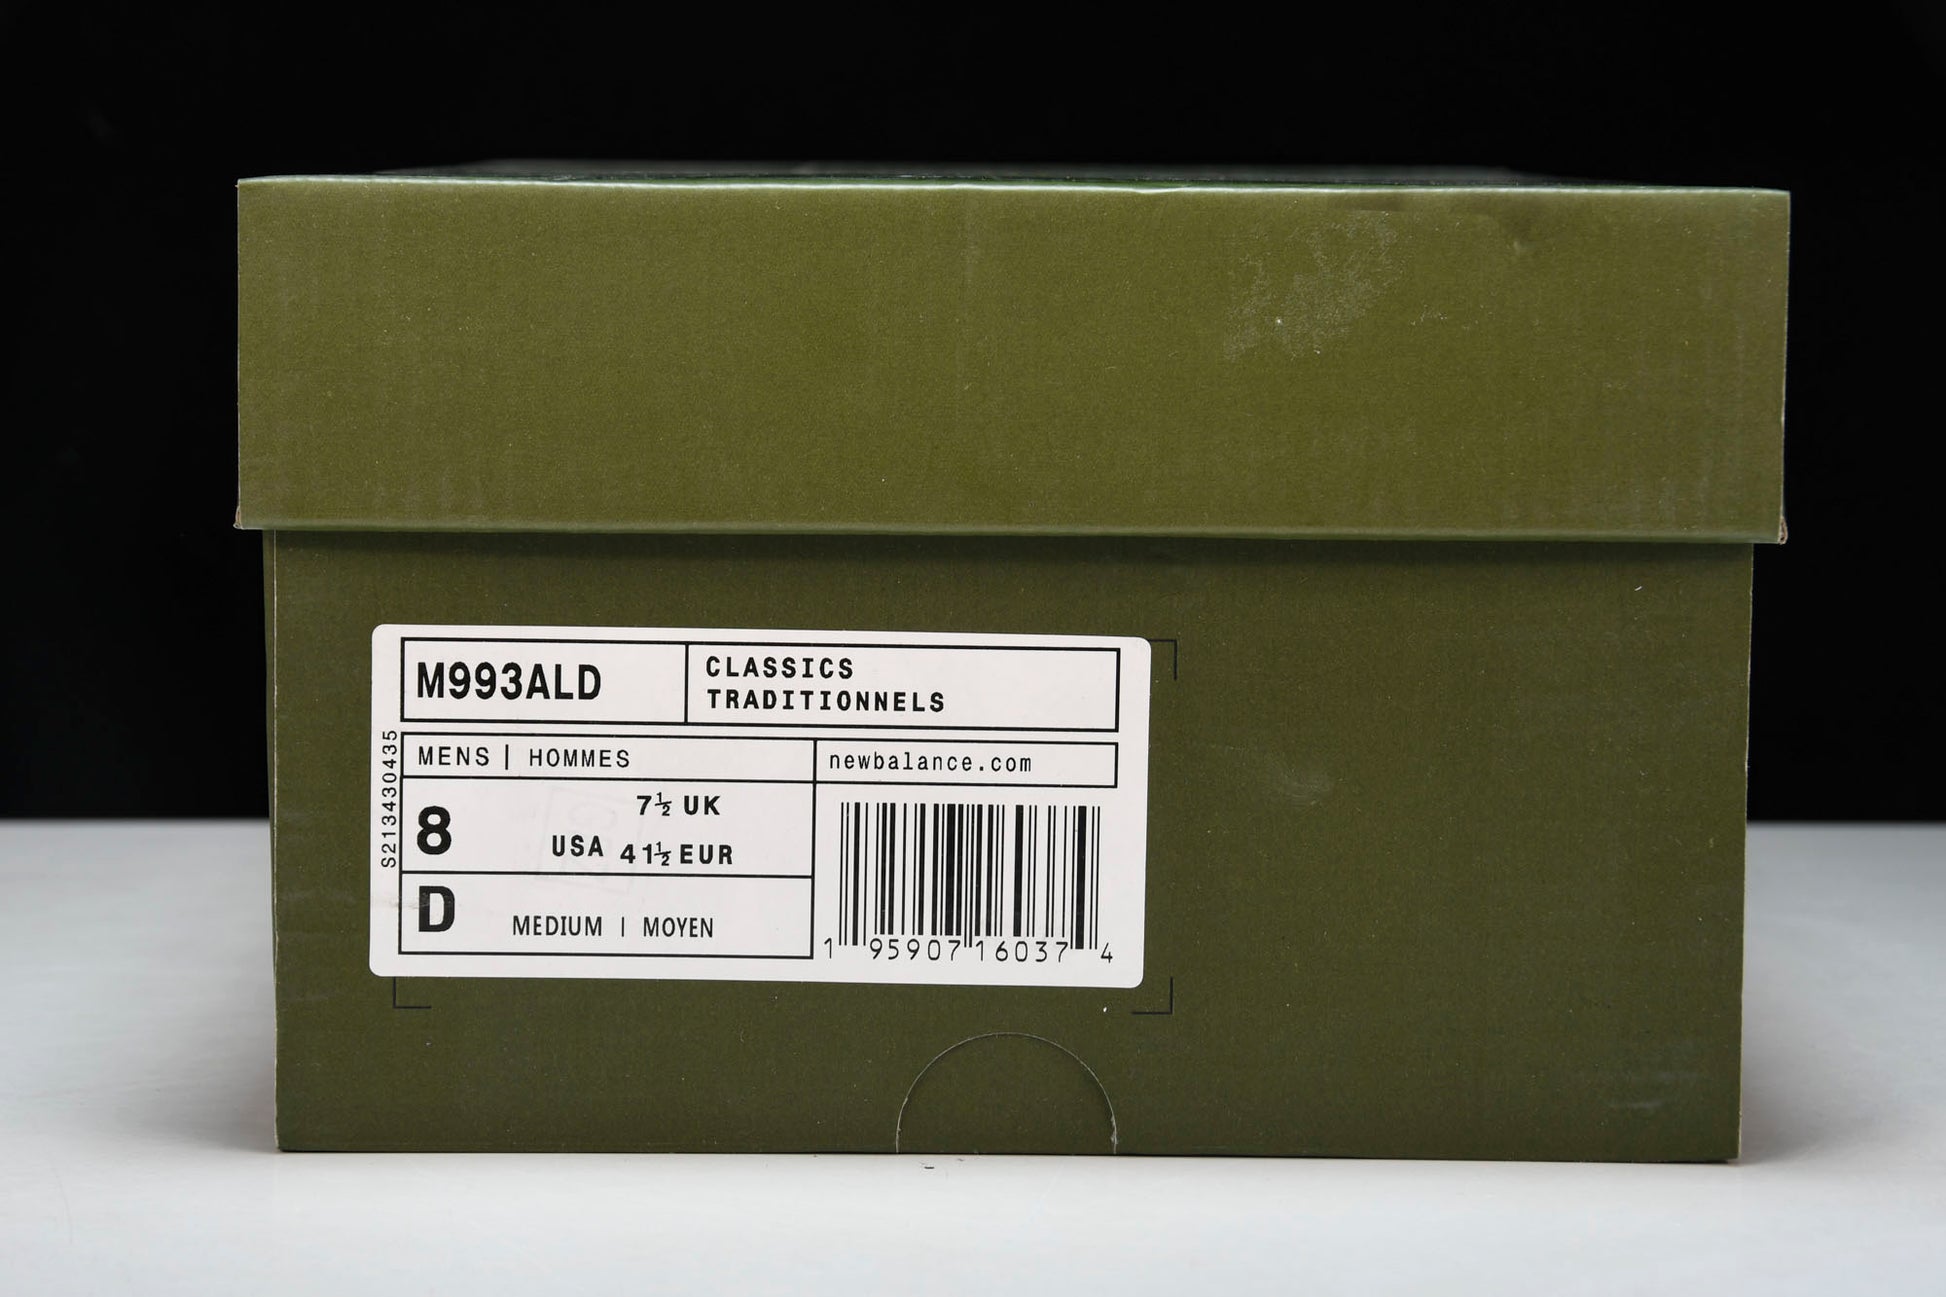 M993ALD
CLASSICS
TRADITIONNELS
MENS | HOMMES
newbalance.com
S213430435
8
7½ UK
USA 41½ EUR
D
MEDIUM | MOYEN
1 95907 16037 4